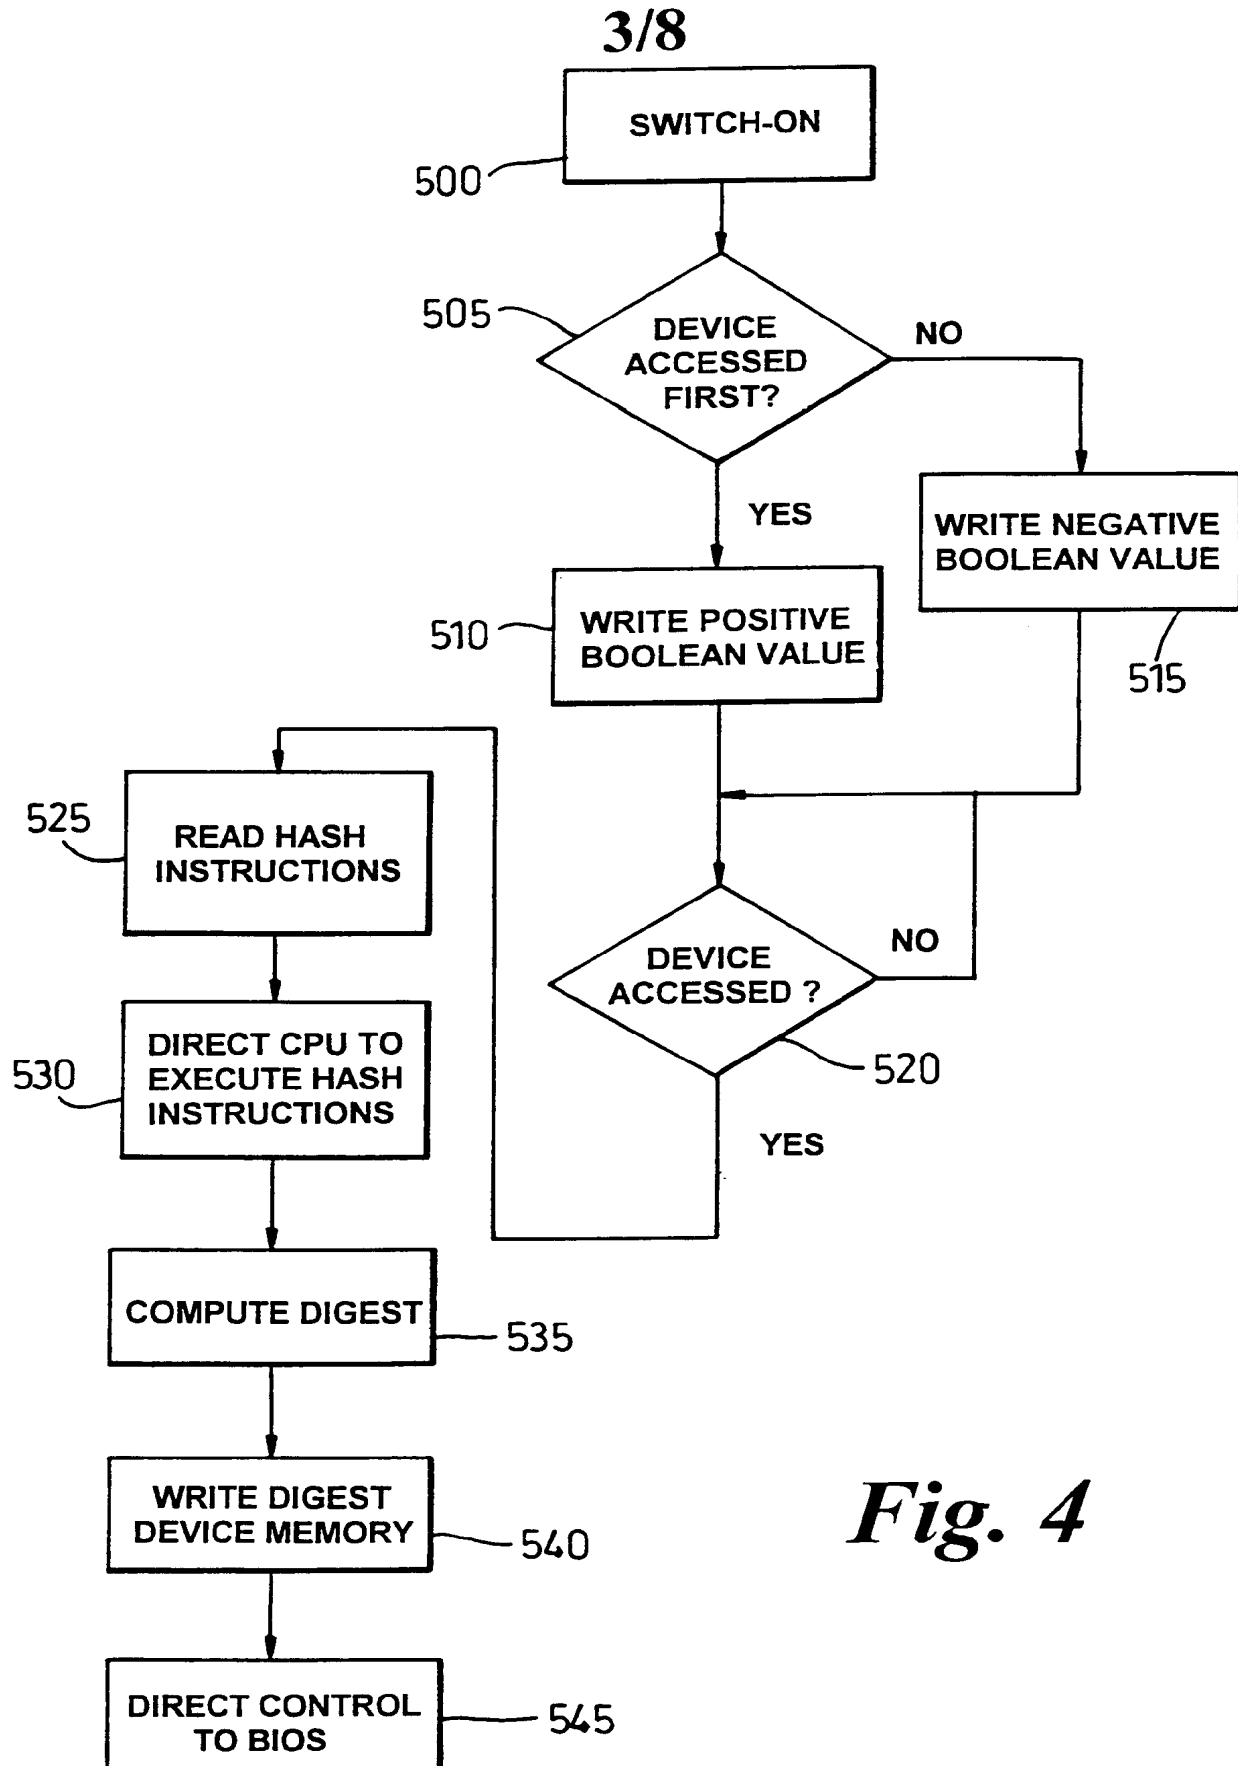 3/8
SWITCH-ON
500
505
DEVICE
ACCESSED
FIRST?
NO
YES
WRITE NEGATIVE
BOOLEAN VALUE
515
510
WRITE POSITIVE
BOOLEAN VALUE
525
READ HASH
INSTRUCTIONS
DEVICE
ACCESSED ?
NO
520
YES
530
DIRECT CPU TO
EXECUTE HASH
INSTRUCTIONS
COMPUTE DIGEST
535
WRITE DIGEST
DEVICE MEMORY
540
DIRECT CONTROL
TO BIOS
545
Fig. 4